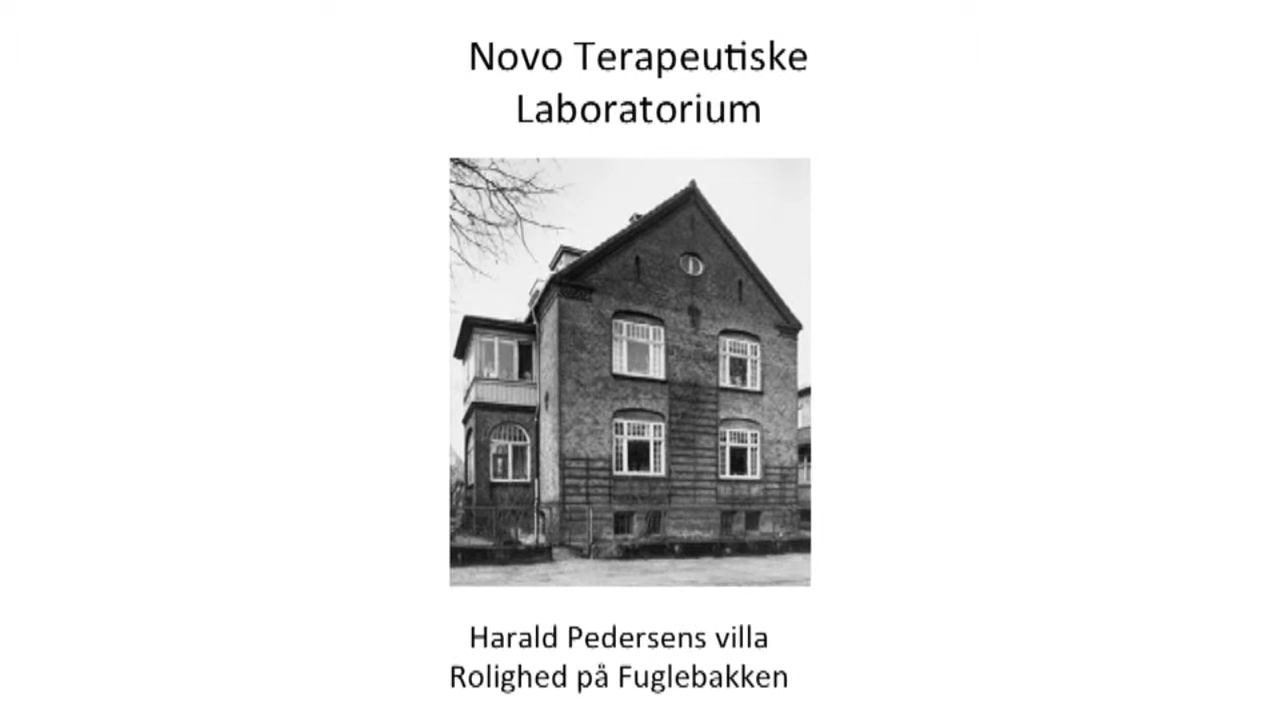 Novo Terapeutiske
Laboratorium
Harald Pedersens villa
Rolighed på Fuglebakken